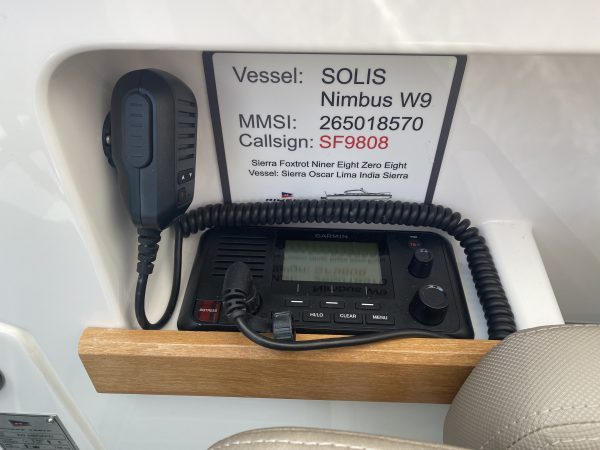 Vessel: SOLIS
Nimbus W9
MMSI: 265018570
Callsign: SF9808
Sierra Foxtrot Niner Eight Zero Eight
Vessel: Sierra Oscar Lima India Sierra
GARMIN
DISTRESS
HI/LO CLEAR MENU